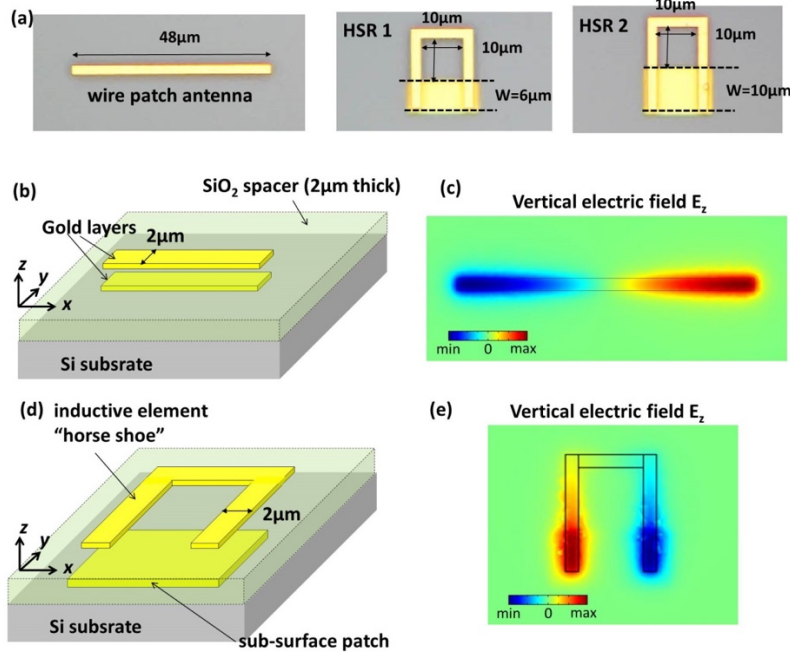 (a)
48μm
wire patch antenna
HSR 1
10μm
10μm
W=6μm
HSR 2
10μm
10μm
W=10μm
(b)
SiO₂ spacer (2μm thick)
Gold layers
2μm
z
y
x
Si subsrate
(c)
Vertical electric field E_z
min 0 max
(d)
inductive element
“horse shoe”
2μm
z
y
x
Si subsrate
sub-surface patch
(e)
Vertical electric field E_z
min 0 max